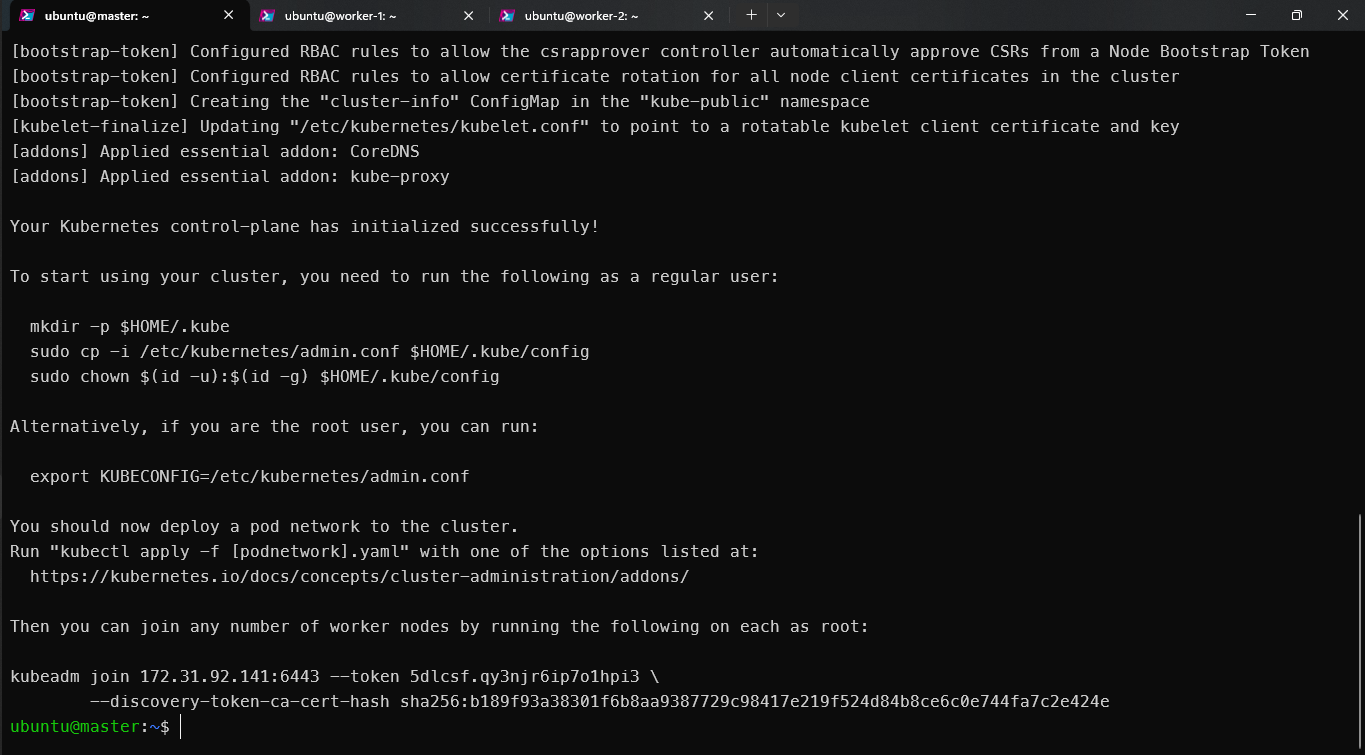 ubuntu@master: ~
ubuntu@worker-1: ~
ubuntu@worker-2: ~
[bootstrap-token] Configured RBAC rules to allow the csrapprover controller automatically approve CSRs from a Node Bootstrap Token
[bootstrap-token] Configured RBAC rules to allow certificate rotation for all node client certificates in the cluster
[bootstrap-token] Creating the "cluster-info" ConfigMap in the "kube-public" namespace
[kubelet-finalize] Updating "/etc/kubernetes/kubelet.conf" to point to a rotatable kubelet client certificate and key
[addons] Applied essential addon: CoreDNS
[addons] Applied essential addon: kube-proxy
Your Kubernetes control-plane has initialized successfully!
To start using your cluster, you need to run the following as a regular user:
mkdir -p $HOME/.kube
sudo cp -i /etc/kubernetes/admin.conf $HOME/.kube/config
sudo chown $(id -u):$(id -g) $HOME/.kube/config
Alternatively, if you are the root user, you can run:
export KUBECONFIG=/etc/kubernetes/admin.conf
You should now deploy a pod network to the cluster.
Run "kubectl apply -f [podnetwork].yaml" with one of the options listed at:
https://kubernetes.io/docs/concepts/cluster-administration/addons/
Then you can join any number of worker nodes by running the following on each as root:
kubeadm join 172.31.92.141:6443 --token 5dlcsf.qy3njr6ip7o1hpi3 \
--discovery-token-ca-cert-hash sha256:b189f93a38301f6b8aa9387729c98417e219f524d84b8ce6c0e744fa7c2e424e
ubuntu@master:~$